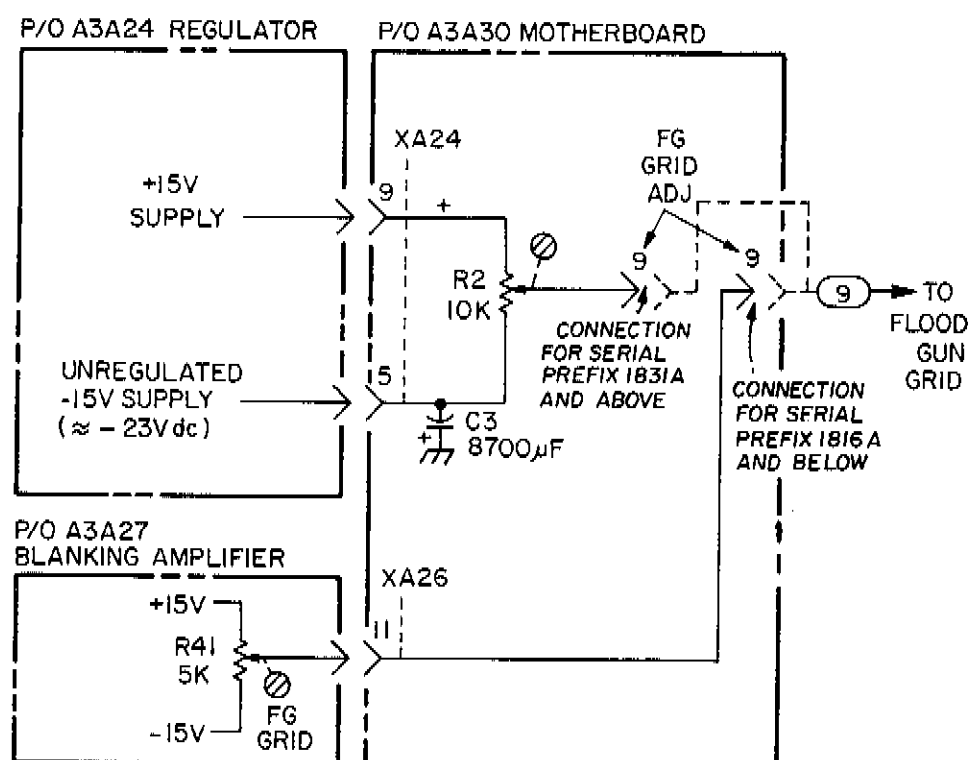 P/O A3A24 REGULATOR
P/O A3A30 MOTHERBOARD
XA24
FG
GRID
ADJ
+15V
SUPPLY
9
+
9
9
R2
10K
9
TO
FLOOD
GUN
GRID
CONNECTION
FOR SERIAL
PREFIX 1831A
AND ABOVE
CONNECTION
FOR SERIAL
PREFIX 1816A
AND BELOW
UNREGULATED
-15V SUPPLY
(≈ -23Vdc)
5
+
C3
8700µF
P/O A3A27
BLANKING AMPLIFIER
XA26
+15V
R41
5K
-15V
FG
GRID
11